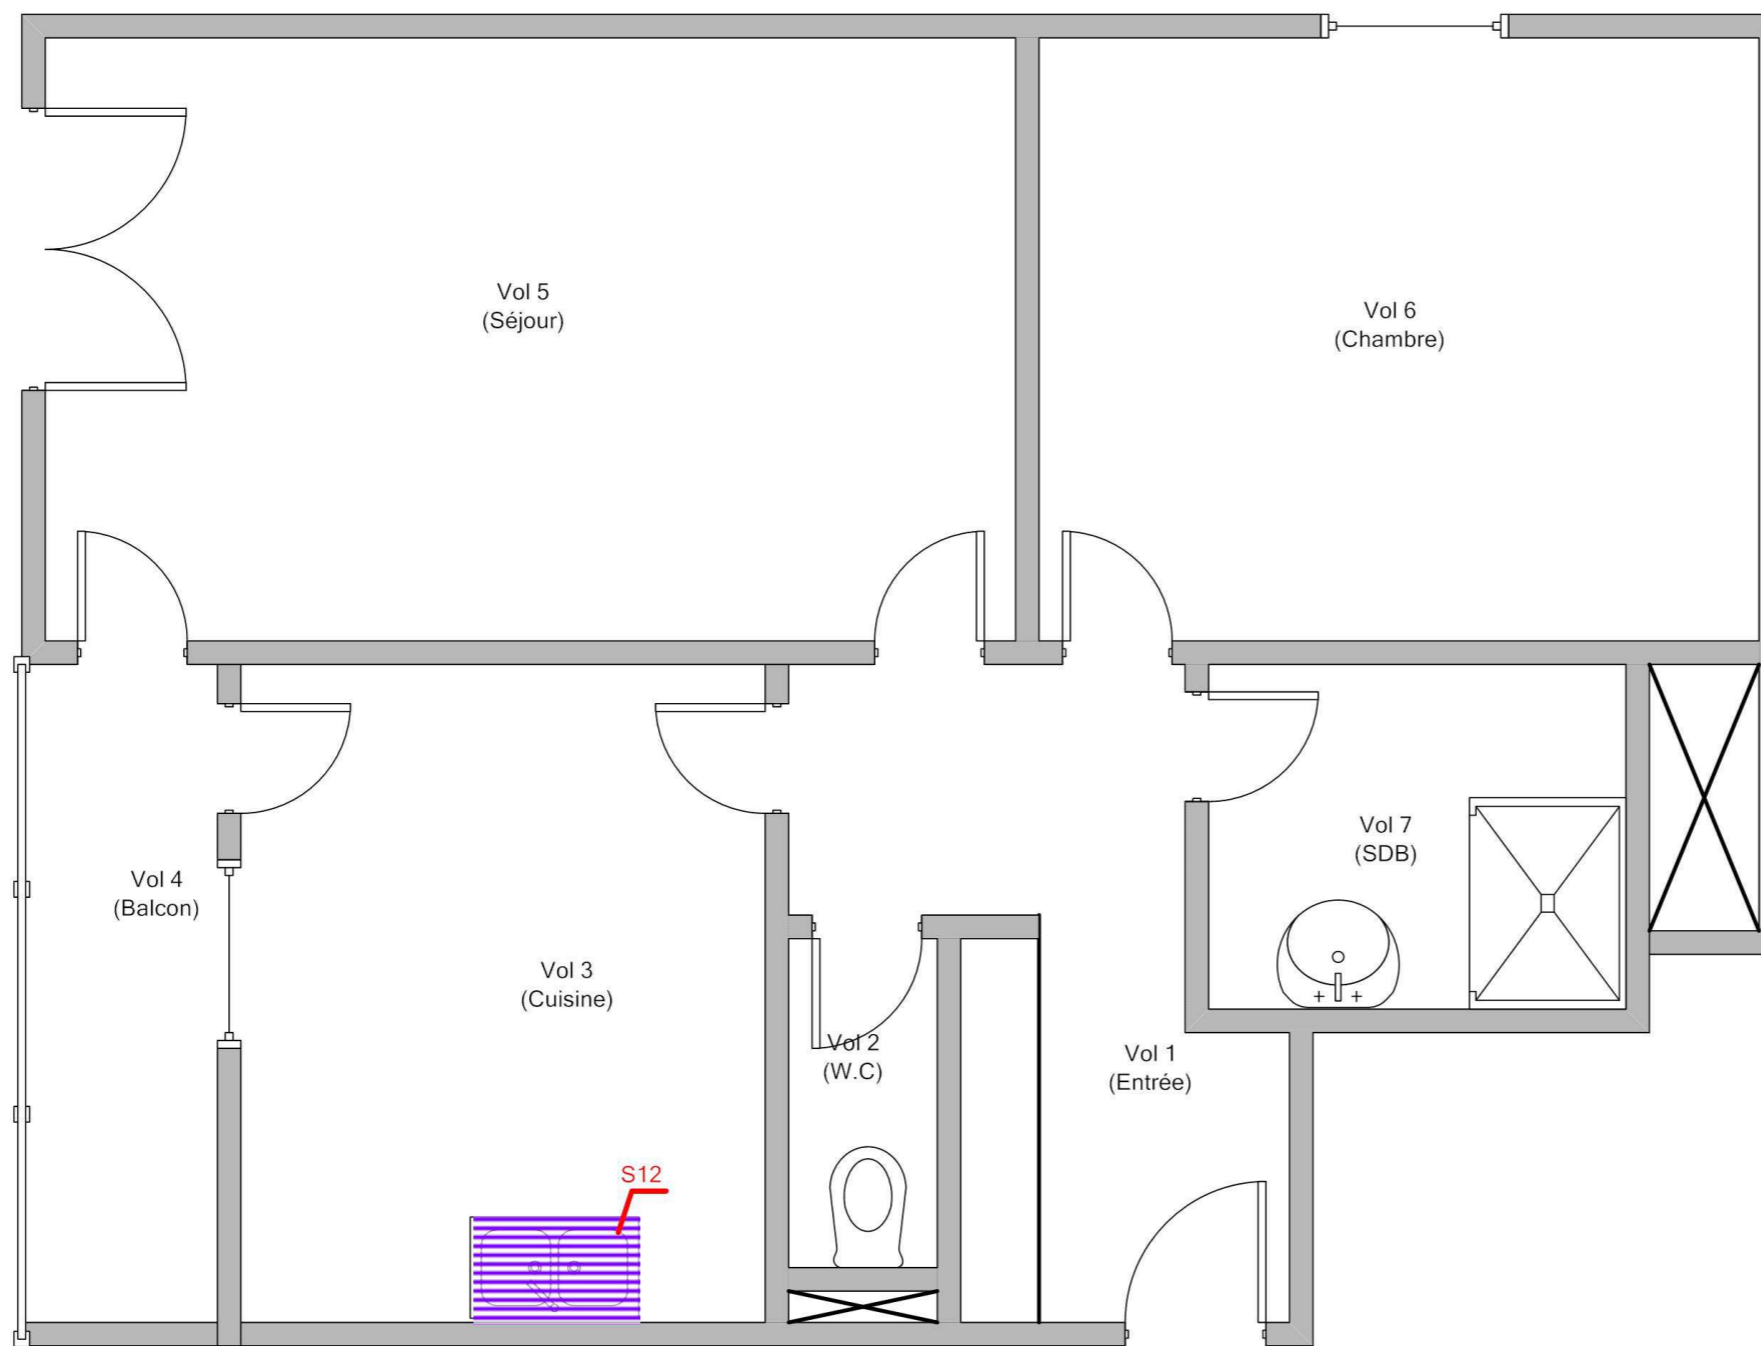 Vol 5
(Séjour)
Vol 6
(Chambre)
Vol 7
(SDB)
Vol 4
(Balcon)
Vol 3
(Cuisine)
Vol 2
(W.C)
Vol 1
(Entrée)
S12